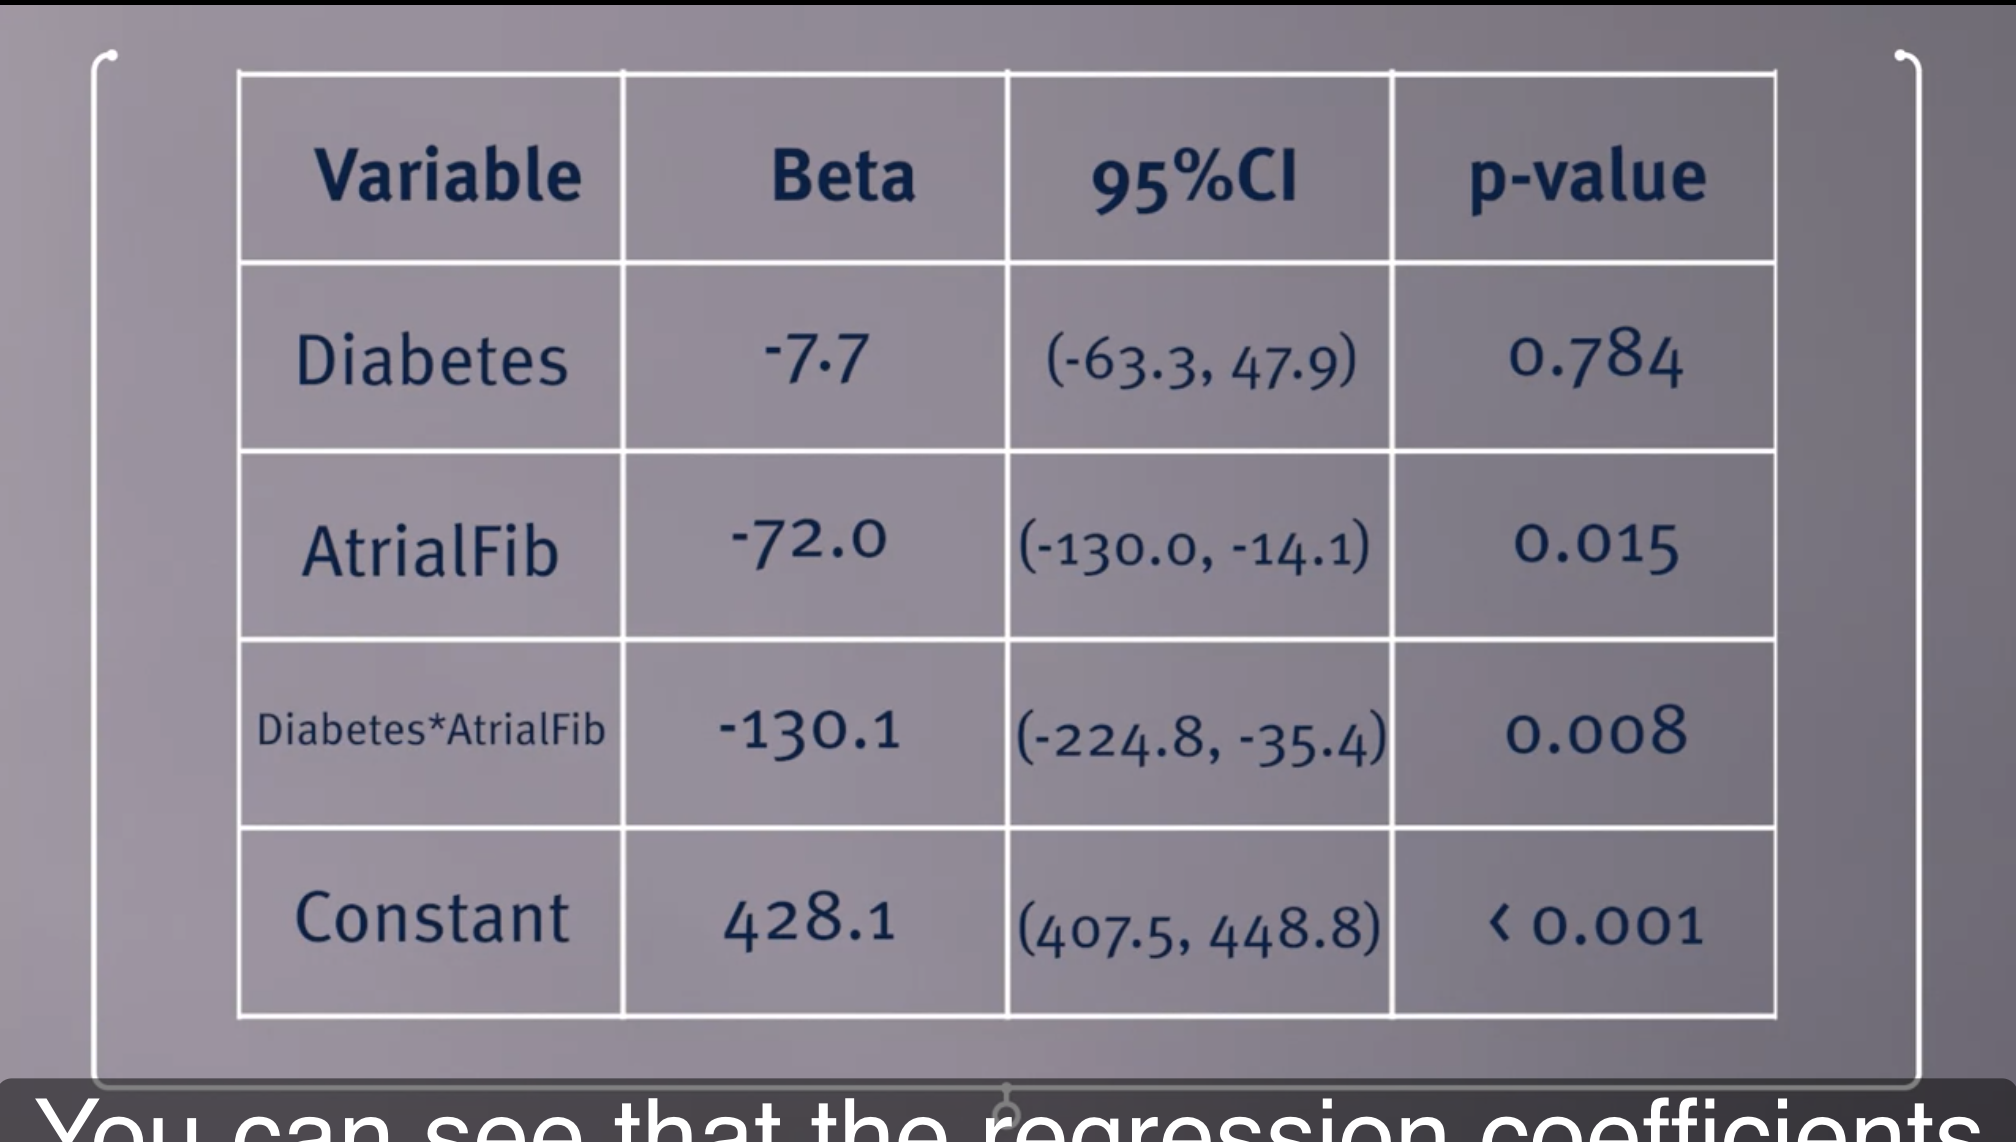 Variable Beta 95%CI p-value
Diabetes -7.7 (-63.3, 47.9) 0.784
AtrialFib -72.0 (-130.0, -14.1) 0.015
Diabetes*AtrialFib -130.1 (-224.8, -35.4) 0.008
Constant 428.1 (407.5, 448.8) < 0.001
You can see that the regression coefficients